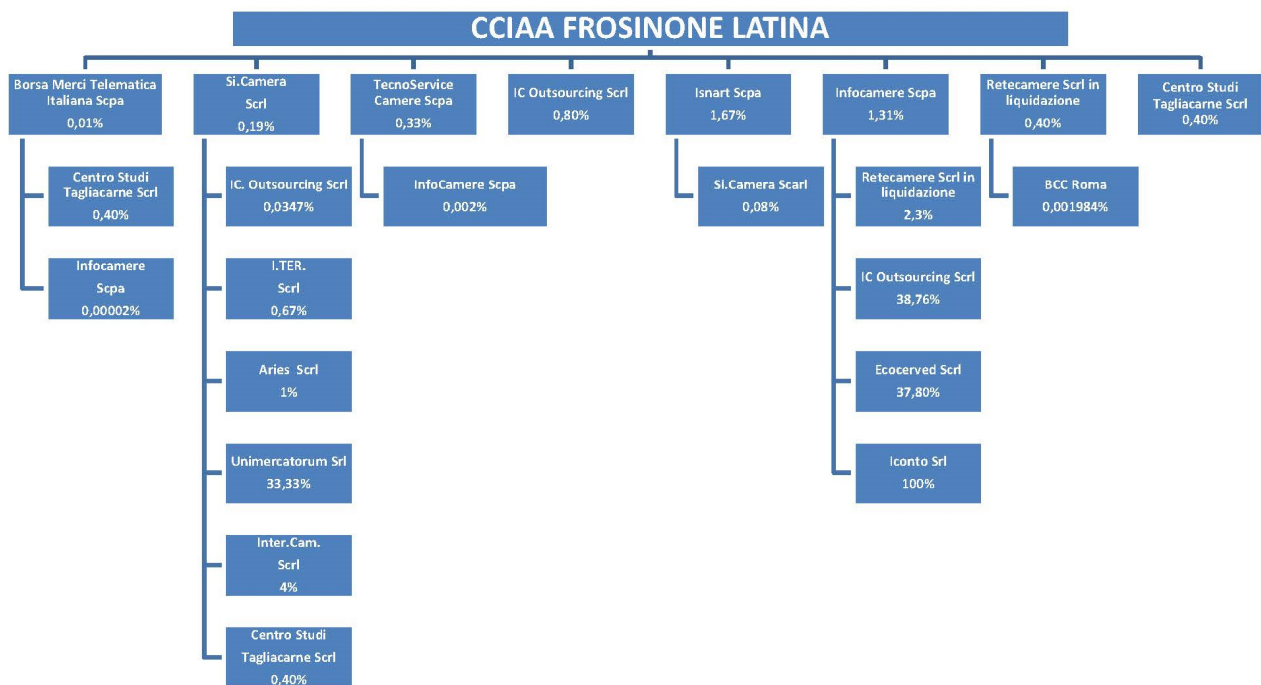 CCIAA FROSINONE LATINA
Borsa Merci Telematica
Italiana Scpa
0,01%
Si.Camera
Scrl
0,19%
TecnoService
Camere Scpa
0,33%
IC Outsourcing Scrl
0,80%
Isnart Scpa
1,67%
Infocamere Scpa
1,31%
Retecamere Scrl in
liquidazione
0,40%
Centro Studi
Tagliacarne Scrl
0,40%
Centro Studi
Tagliacarne Scrl
0,40%
Infocamere
Scpa
0,00002%
IC. Outsourcing Scrl
0,0347%
I.TER.
Scrl
0,67%
Aries Scrl
1%
Unimercatorum Srl
33,33%
Inter.Cam.
Scrl
4%
Centro Studi
Tagliacarne Scrl
0,40%
InfoCamere Scpa
0,002%
SI.Camera Scarl
0,08%
Retecamere Scrl in
liquidazione
2,3%
IC Outsourcing Scrl
38,76%
Ecocerved Scrl
37,80%
Iconto Srl
100%
BCC Roma
0,001984%